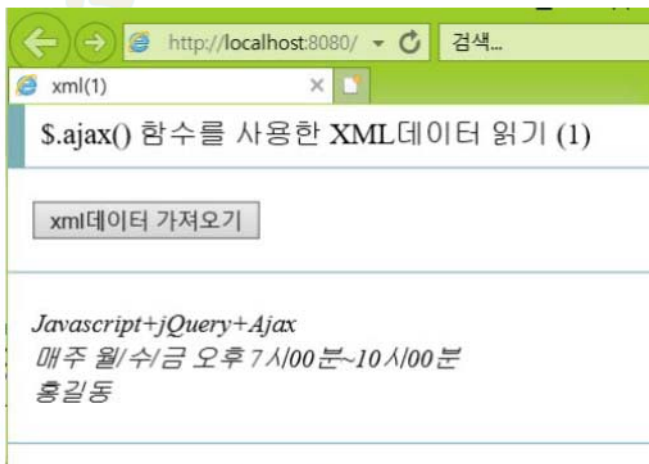 http://localhost:8080/
검색...
xml(1)
$.ajax() 함수를 사용한 XML데이터 읽기 (1)
xml데이터 가져오기
Javascript+jQuery+Ajax
매주 월/수/금 오후 7시00분~10시00분
홍길동